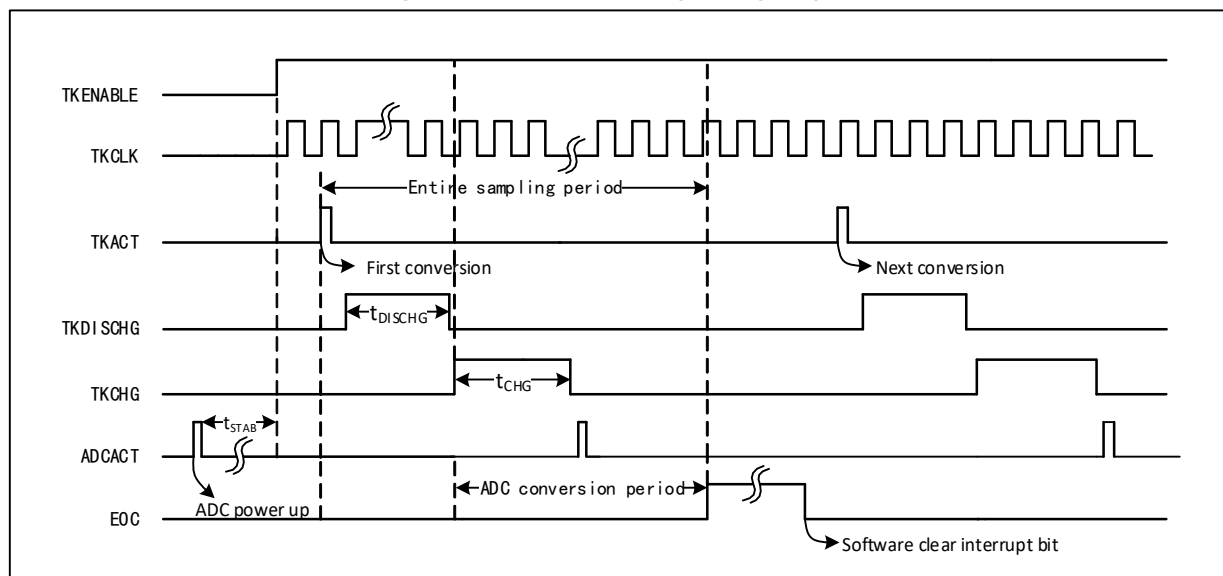 TKENABLE
TKCLK
Entire sampling period
TKACT
First conversion
Next conversion
TKDISCHG
tDISCHG
TKCHG
tCHG
tSTAB
ADCACT
ADC power up
ADC conversion period
EOC
Software clear interrupt bit